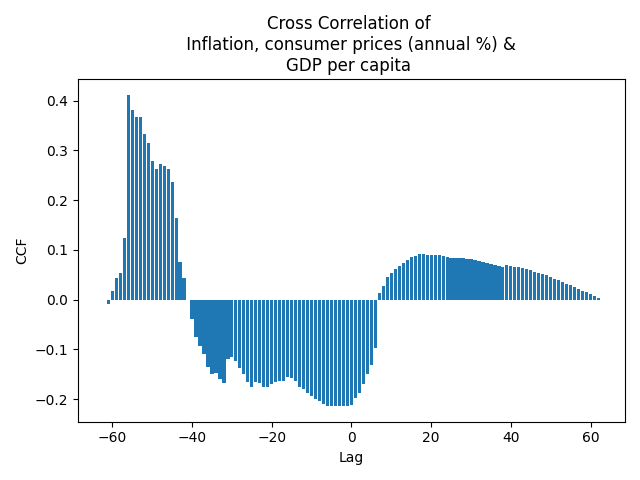 Cross Correlation of
Inflation, consumer prices (annual %) &
GDP per capita
0.4
0.3
0.2
0.1
0.0
−0.1
−0.2
CCF
−60
−40
−20
0
20
40
60
Lag